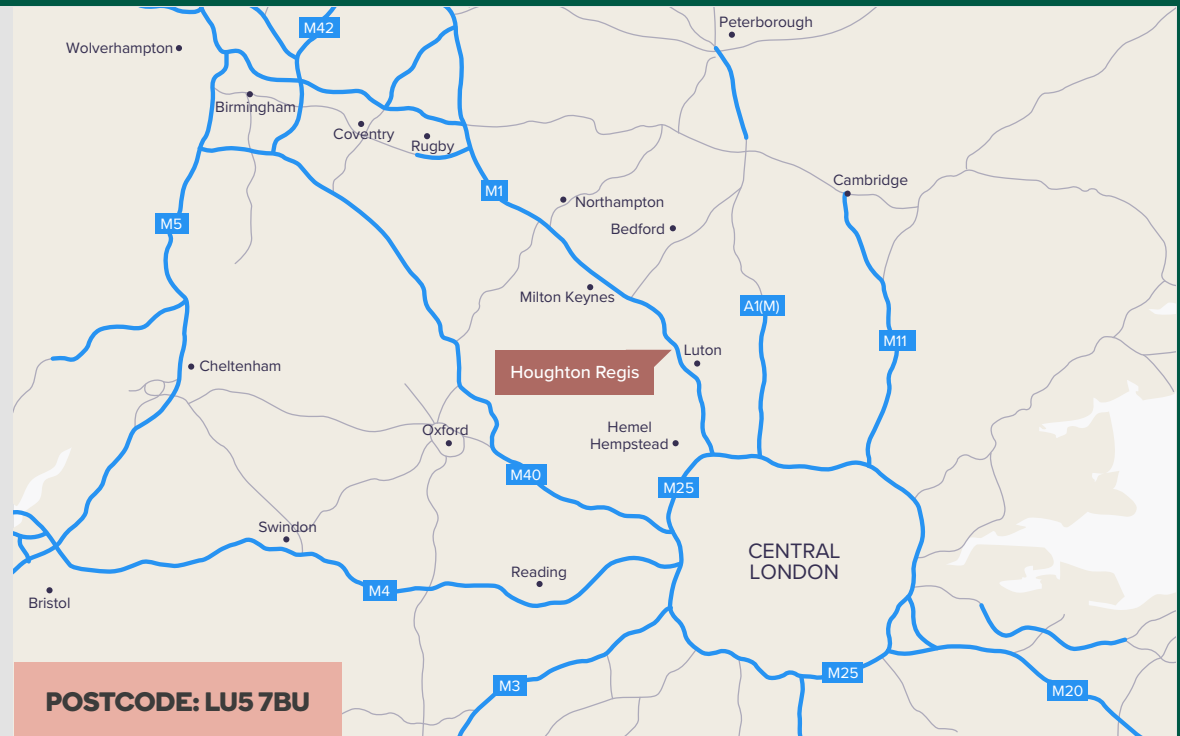 Peterborough
M42
Wolverhampton
Birmingham
Coventry
Rugby
Cambridge
M1
Northampton
M5
Bedford
Milton Keynes
A1(M)
M11
Luton
Houghton Regis
Cheltenham
Oxford
Hemel
Hempstead
M40
M25
Swindon
CENTRAL
LONDON
Reading
M4
Bristol
M25
M3
M20
POSTCODE: LU5 7BU